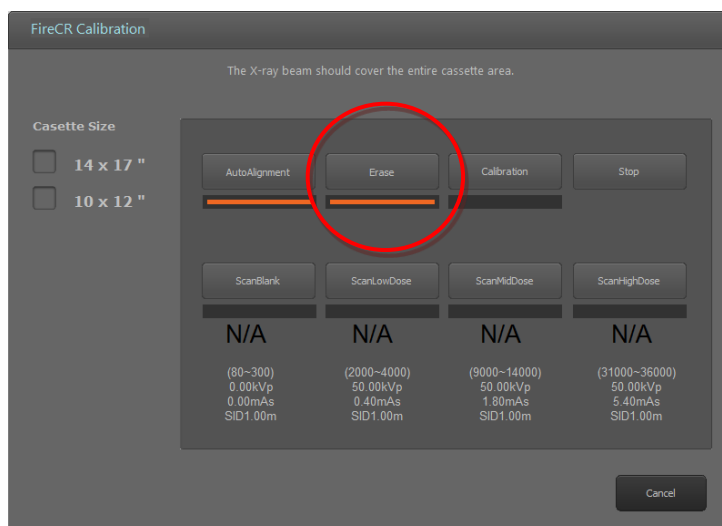 FireCR Calibration
The X-ray beam should cover the entire cassette area.
Casette Size
14 x 17 "
10 x 12 "
AutoAlignment Erase Calibration Stop
ScanBlank ScanLowDose ScanMidDose ScanHighDose
N/A N/A N/A N/A
(80~300) (2000~4000) (9000~14000) (31000~36000)
0.00kVp 50.00kVp 50.00kVp 50.00kVp
0.00mAs 0.40mAs 1.80mAs 5.40mAs
SID1.00m SID1.00m SID1.00m SID1.00m
Cancel